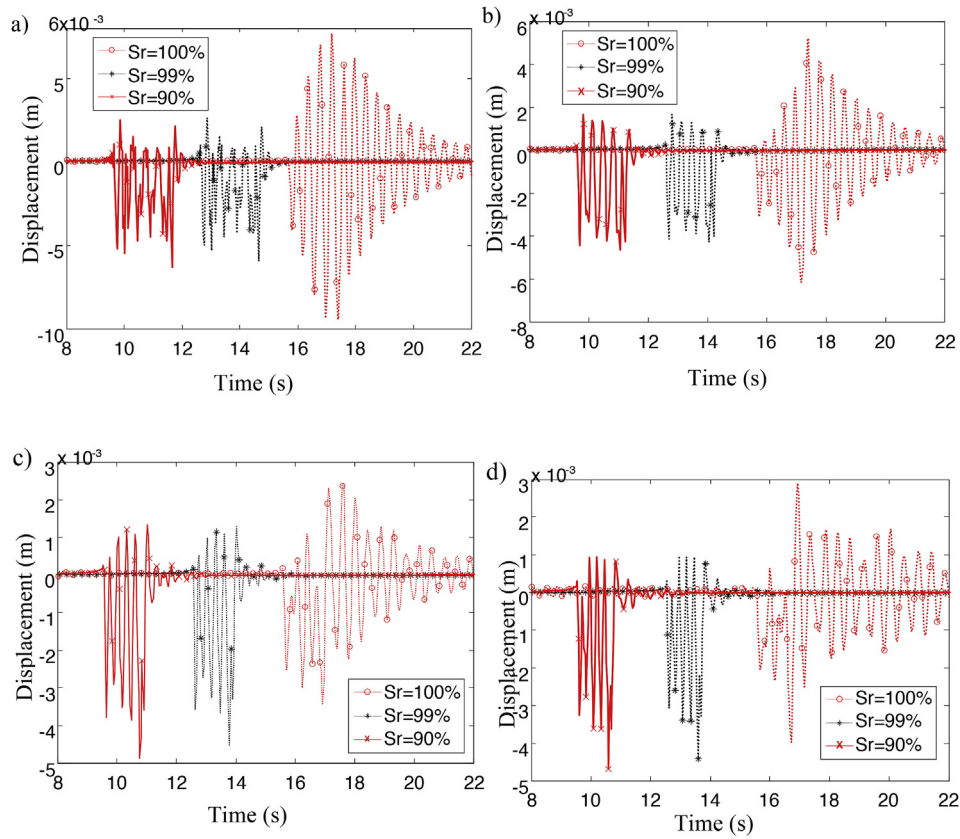 a)
6x 10 -3
Sr=100%
Sr=99%
Sr=90%
5
0
-5
-10
Displacement (m)
8 10 12 14 16 18 20 22
Time (s)
b)
6 x 10 -3
Sr=100%
Sr=99%
Sr=90%
4
2
0
-2
-4
-6
-8
Displacement (m)
8 10 12 14 16 18 20 22
Time (s)
c)
3 x 10 -3
2
1
0
-1
-2
-3
-4
-5
Displacement (m)
Sr=100%
Sr=99%
Sr=90%
8 10 12 14 16 18 20 22
Time (s)
d)
3 x 10 -3
2
1
0
-1
-2
-3
-4
-5
Displacement (m)
Sr=100%
Sr=99%
Sr=90%
8 10 12 14 16 18 20 22
Time (s)